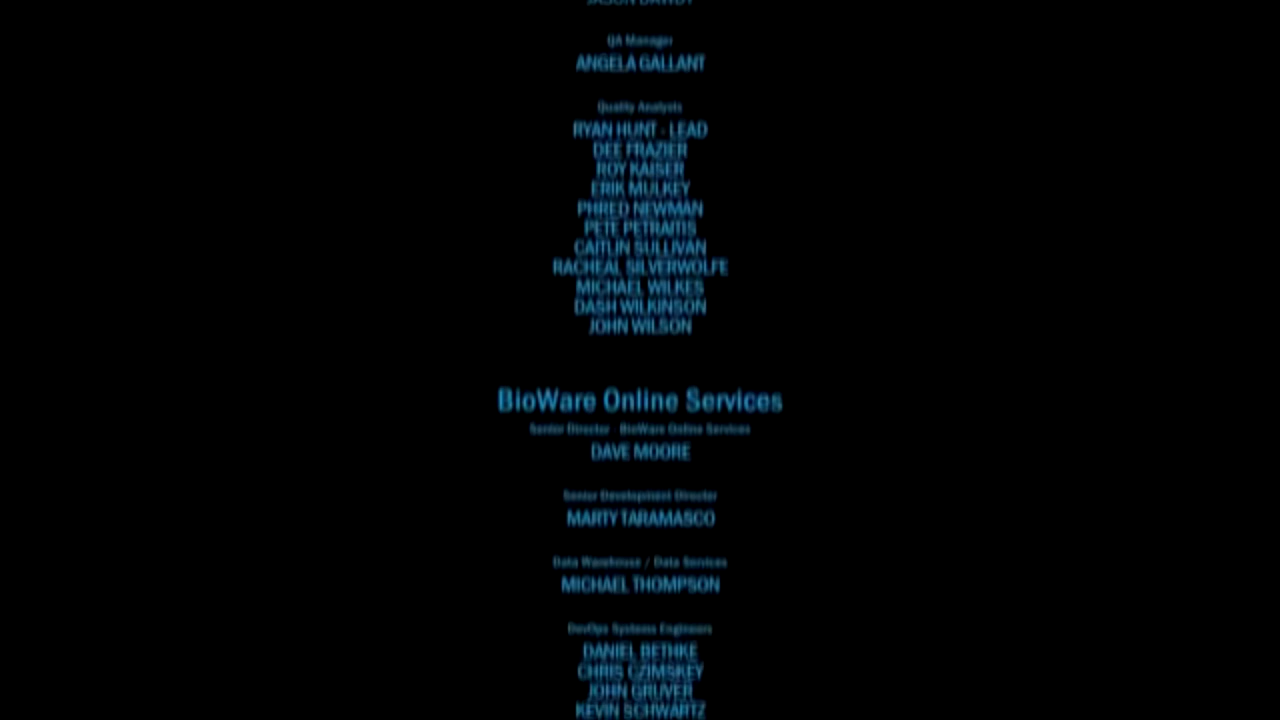 JASON DAWDY
QA Manager
ANGELA GALLANT
Quality Analysts
RYAN HUNT - LEAD
DEE FRAZIER
ROY KAISER
ERIK MULKEY
PHRED NEWMAN
PETE PETRAITIS
CAITLIN SULLIVAN
RACHEAL SILVERWOLFE
MICHAEL WILKES
DASH WILKINSON
JOHN WILSON
BioWare Online Services
Senior Director BioWare Online Services
DAVE MOORE
Senior Development Director
MARTY TARAMASCO
Data Warehouse / Data Services
MICHAEL THOMPSON
DevOps Systems Engineers
DANIEL BETHKE
CHRIS CZIMSKEY
JOHN GRUVER
KEVIN SCHWARTZ